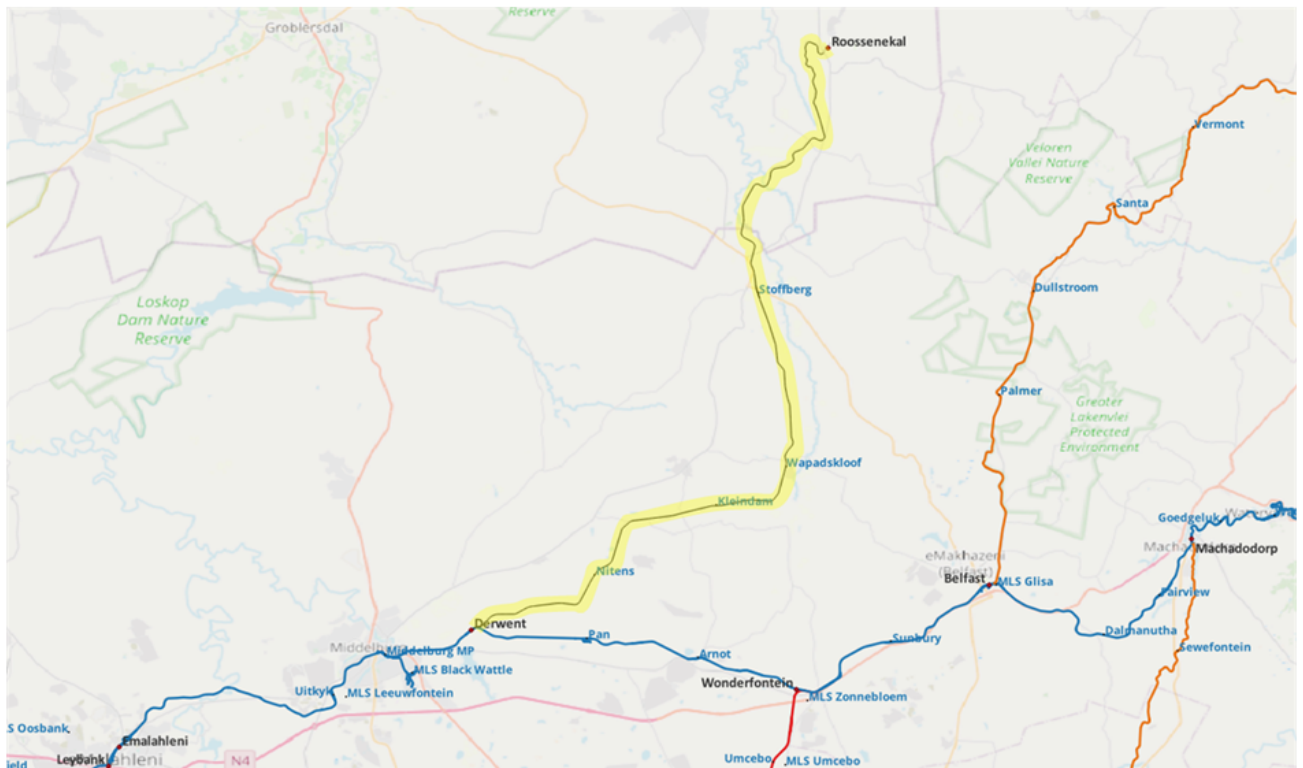 Reserve
Groblersdal
Roossenekal
Vermont
Veloren
Vallei Nature
Reserve
Santa
Loskop
Dam Nature
Reserve
Stoffberg
Dullstroom
Palmer
Greater
Lakenvlei
Protected
Environment
Wapadskloof
Kleindam
Goedgeluk
Machadodorp
eMakhazeni
(Belfast)
Belfast
MLS Glisa
Nitens
Fairview
Derwent
Pan
Dalmanutha
Sunbury
Middelburg MP
Arnot
Sewefontein
MLS Black Wattle
Wonderfontein
Uitkyk
MLS Leeuwfontein
MLS Zonnebloem
S Oosbank
Emalahleni
Leybank
N4
Umcebo
MLS Umcebo
ield